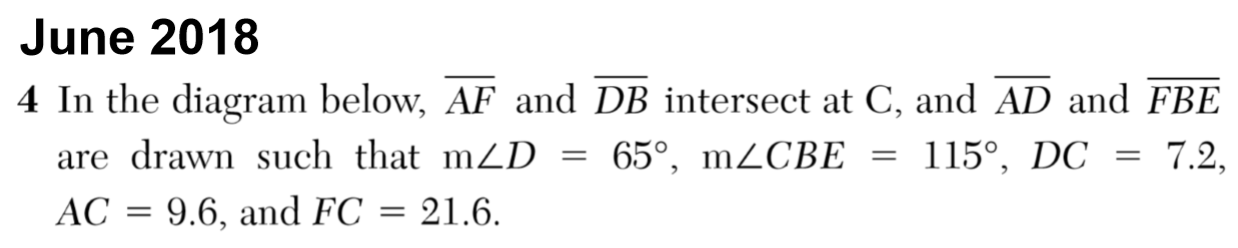 June 2018
4 In the diagram below, AF and DB intersect at C, and AD and FBE
are drawn such that m∠D = 65°, m∠CBE = 115°, DC = 7.2,
AC = 9.6, and FC = 21.6.